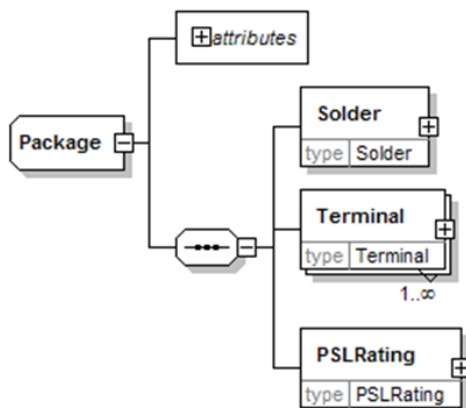 attributes
Package
Solder
type Solder
Terminal
type Terminal
1..∞
PSLRating
type PSLRating